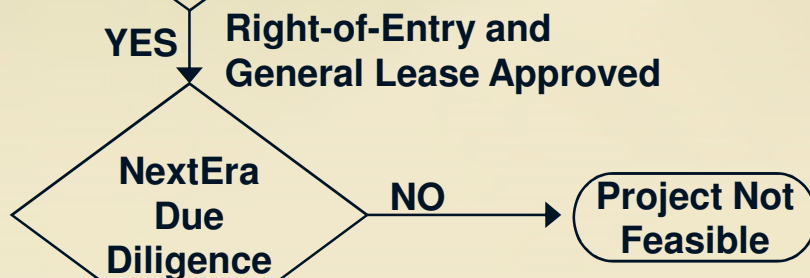 YES
Right-of-Entry and
General Lease Approved
NextEra
Due
Diligence
NO
Project Not
Feasible